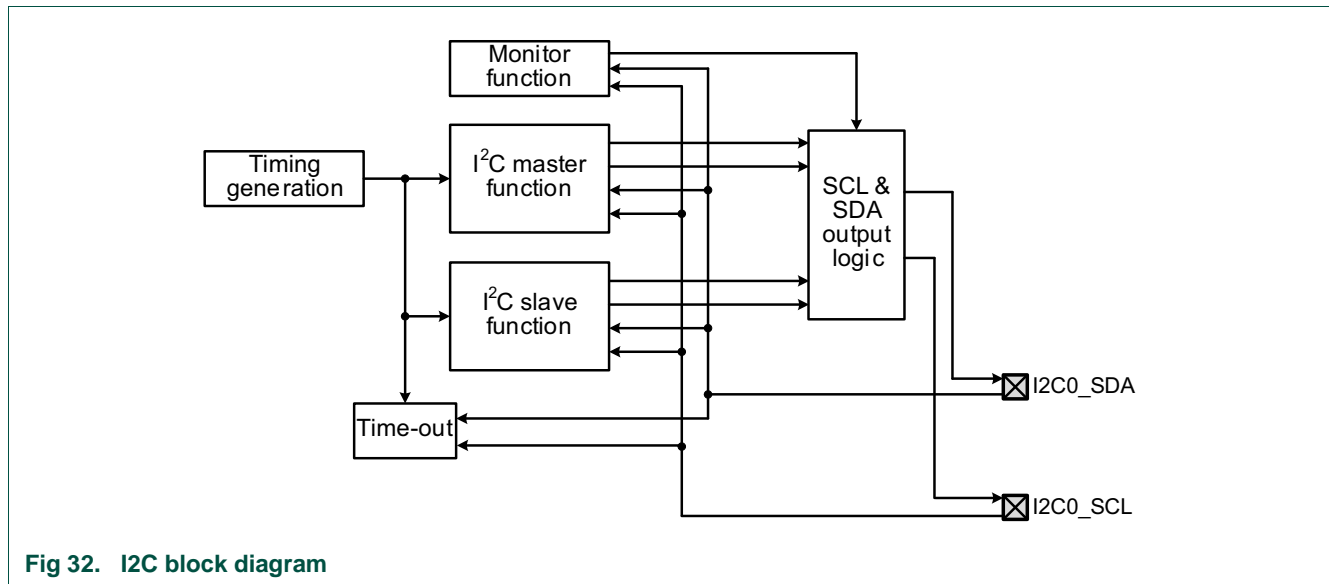 Monitor
function
Timing
generation
I²C master
function
SCL &
SDA
output
logic
I²C slave
function
Time-out
I2C0_SDA
I2C0_SCL
Fig 32. I2C block diagram